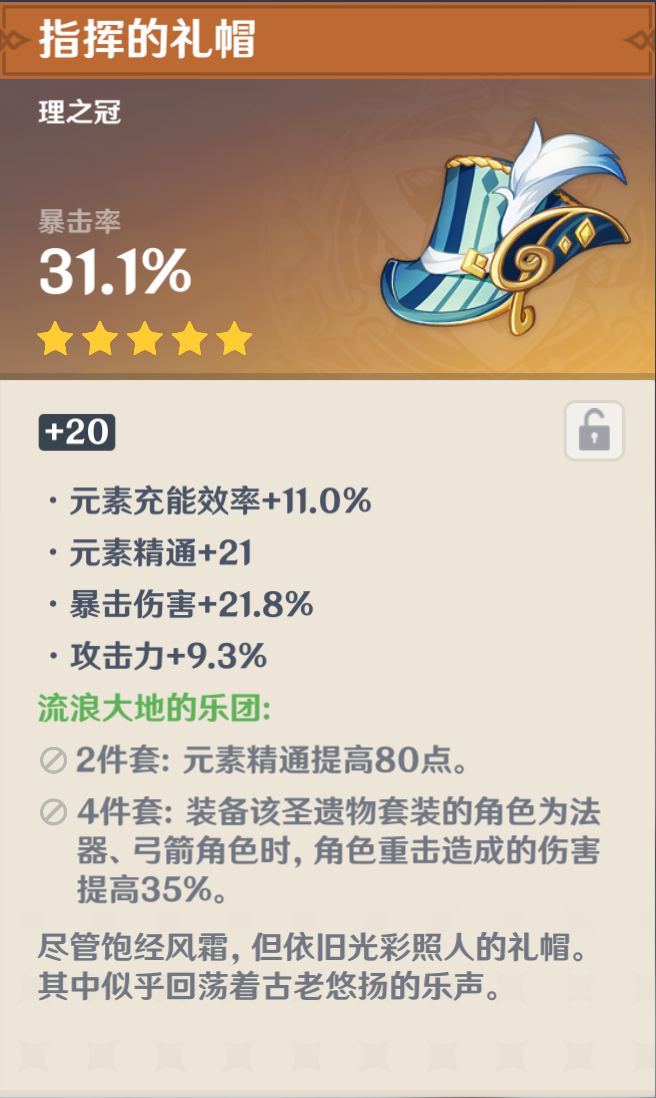 指挥的礼帽
理之冠
暴击率
31.1%
+20
·元素充能效率+11.0%
·元素精通+21
·暴击伤害+21.8%
·攻击力+9.3%
流浪大地的乐团:
2件套: 元素精通提高80点。
4件套: 装备该圣遗物套装的角色为法
器、弓箭角色时, 角色重击造成的伤害
提高35%。
尽管饱经风霜, 但依旧光彩照人的礼帽。
其中似乎回荡着古老悠扬的乐声。